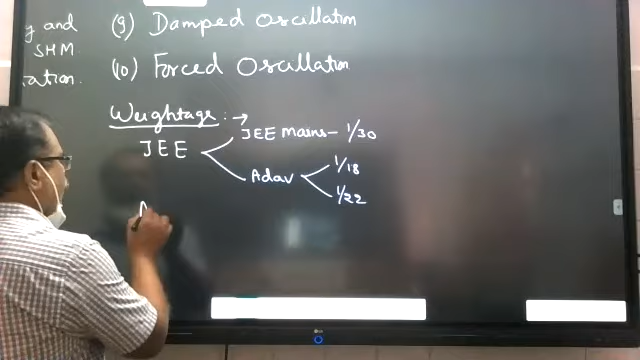 g and (9) Damped Oscillation
SHM
tation. (10) Forced Oscillation
Weightage :→
JEE JEE Mains - 1/30
Adav 1/18
1/22